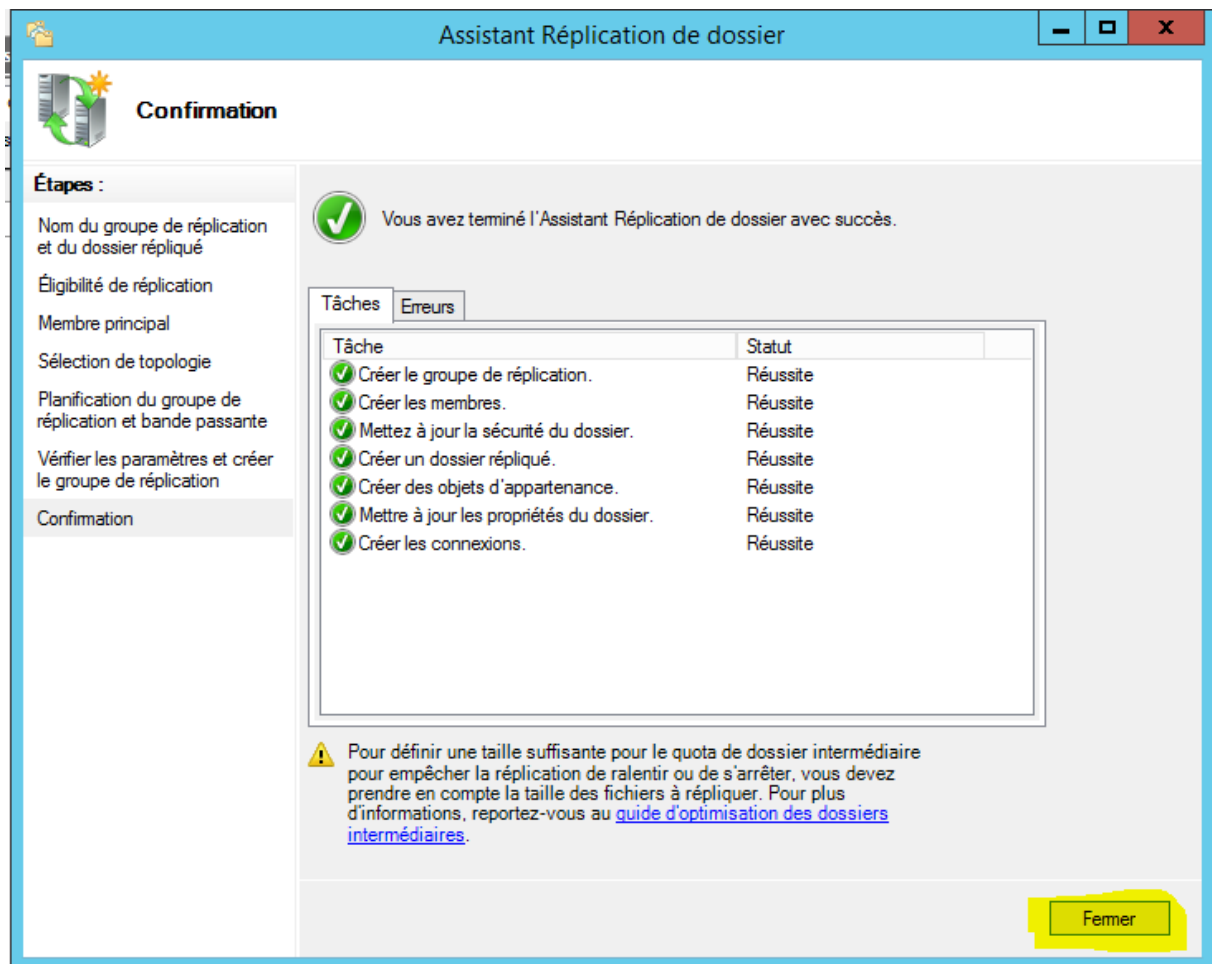 Assistant Réplication de dossier
Confirmation
Étapes :
Nom du groupe de réplication
et du dossier répliqué
Éligibilité de réplication
Membre principal
Sélection de topologie
Planification du groupe de
réplication et bande passante
Vérifier les paramètres et créer
le groupe de réplication
Confirmation
Vous avez terminé l'Assistant Réplication de dossier avec succès.
Tâches Erreurs
Tâche Statut
Créer le groupe de réplication. Réussite
Créer les membres. Réussite
Mettez à jour la sécurité du dossier. Réussite
Créer un dossier répliqué. Réussite
Créer des objets d'appartenance. Réussite
Mettre à jour les propriétés du dossier. Réussite
Créer les connexions. Réussite
Pour définir une taille suffisante pour le quota de dossier intermédiaire
pour empêcher la réplication de ralentir ou de s'arrêter, vous devez
prendre en compte la taille des fichiers à répliquer. Pour plus
d'informations, reportez-vous au guide d'optimisation des dossiers
intermédiaires.
Fermer